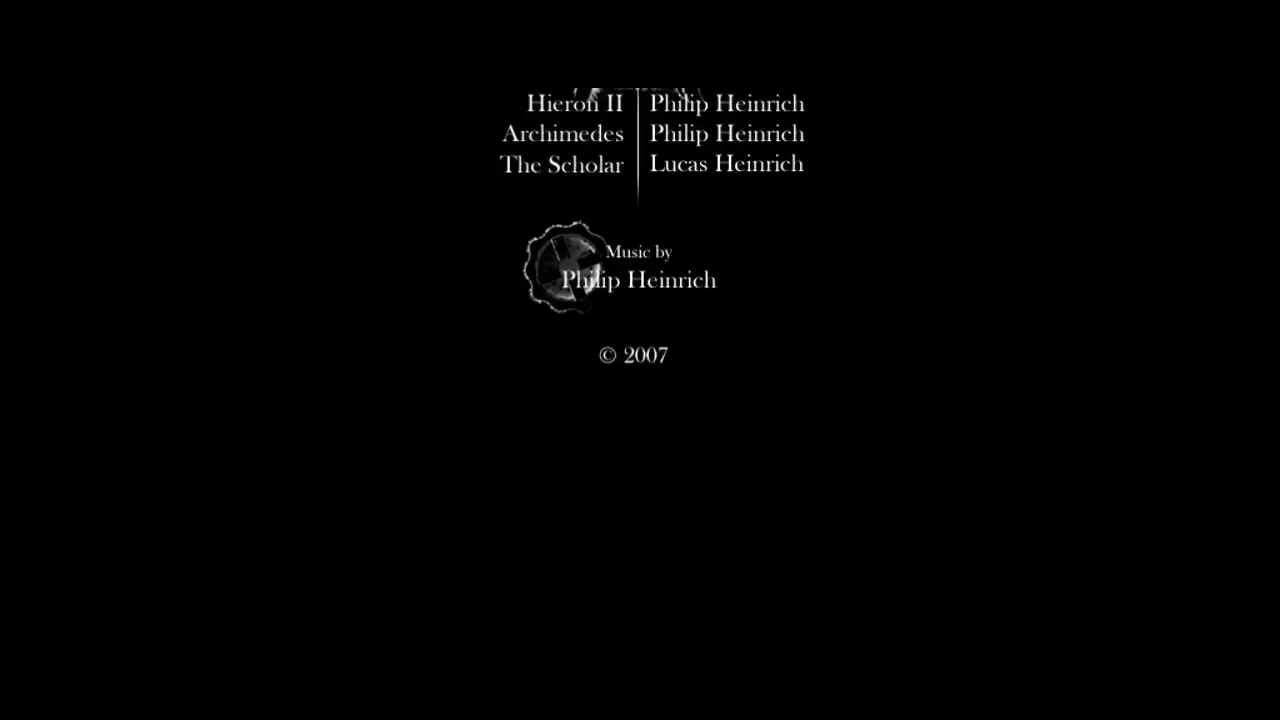 Hieron II Philip Heinrich
Archimedes Philip Heinrich
The Scholar Lucas Heinrich
Music by
Philip Heinrich
© 2007